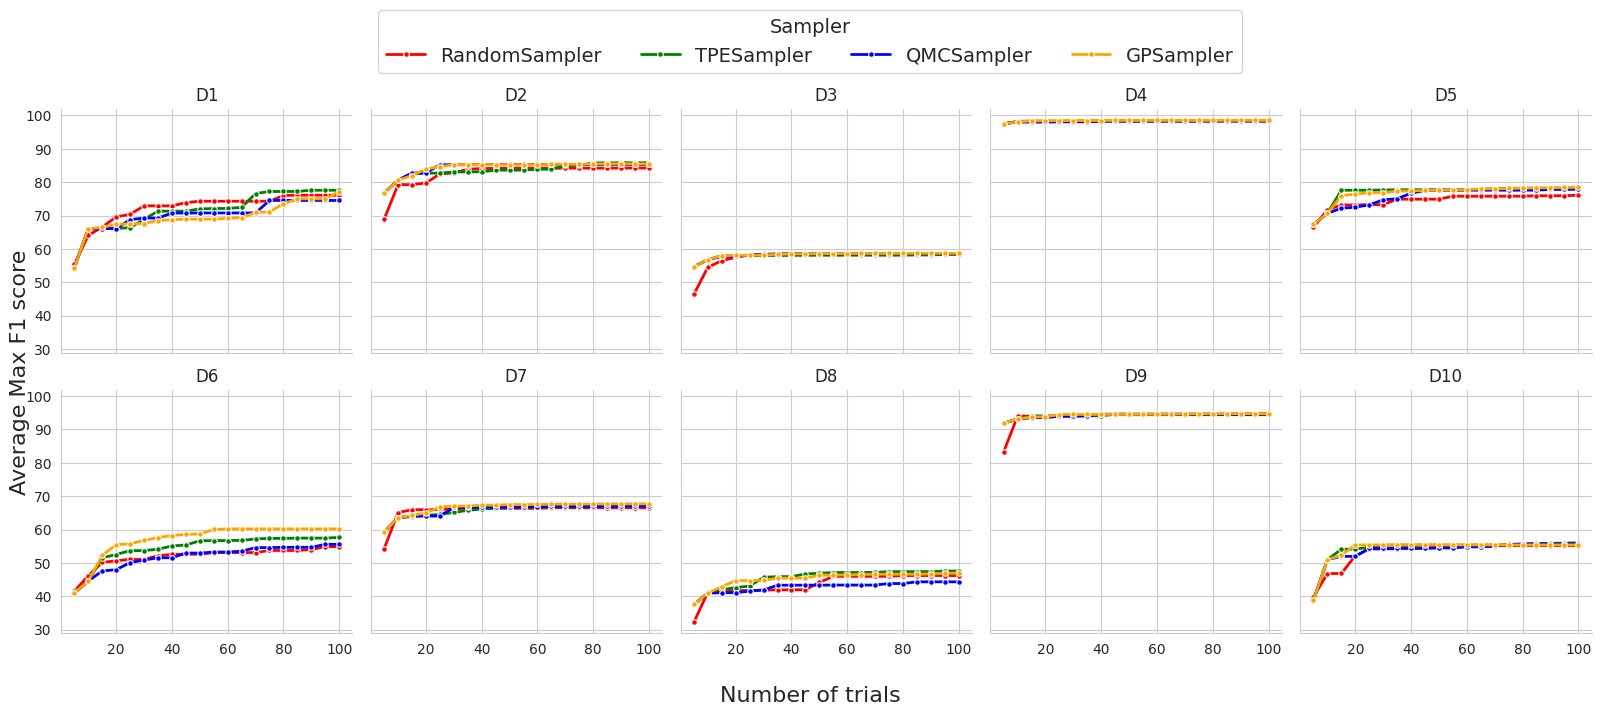 Sampler
RandomSampler TPESampler QMCSampler GPSampler
D1 D2 D3 D4 D5
100
90
80
70
60
50
40
30
D6 D7 D8 D9 D10
100
90
80
70
60
50
40
30
20 40 60 80 100 20 40 60 80 100 20 40 60 80 100 20 40 60 80 100 20 40 60 80 100
Average Max F1 score
Number of trials